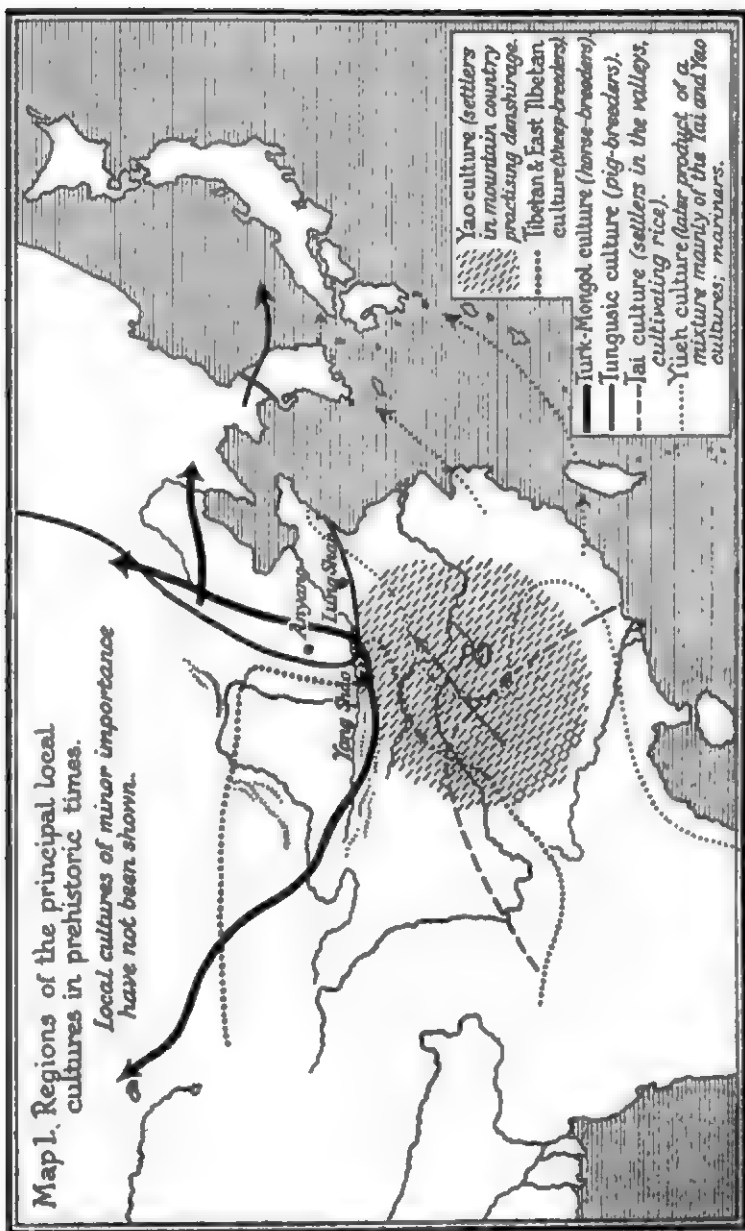 Map 1. Regions of the principal local
cultures in prehistoric times.
Local cultures of minor importance
have not been shown.
Anyang
Lung Shan
Yang Shao
Yao culture (settlers
in mountain country
practising denshirage.
Tibetan & East Tibetan
culture (sheep-breeders).
Turk-Mongol culture (horse-breeders).
Tungusic culture (pig-breeders).
Tai culture (settlers in the valleys,
cultivating rice).
Yüeh culture (later product of a
mixture mainly of the Tai and Yao
cultures; mariners.